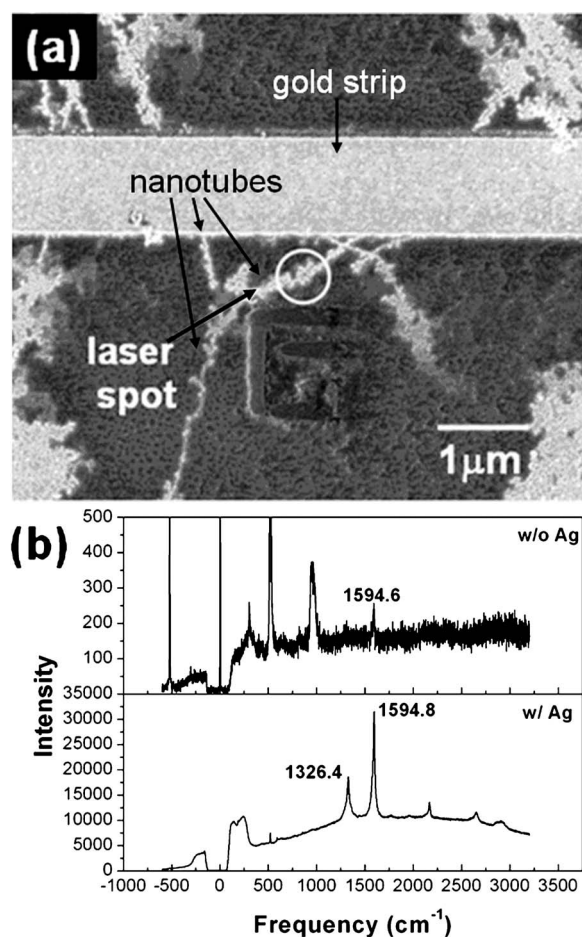 (a)
gold strip
nanotubes
laser
spot
1μm
(b)
500
400
300
200
100
w/o Ag
1594.6
Intensity
35000
30000
25000
20000
15000
10000
5000
0
w/ Ag
1594.8
1326.4
-1000 -500 0 500 1000 1500 2000 2500 3000 3500
Frequency (cm⁻¹)